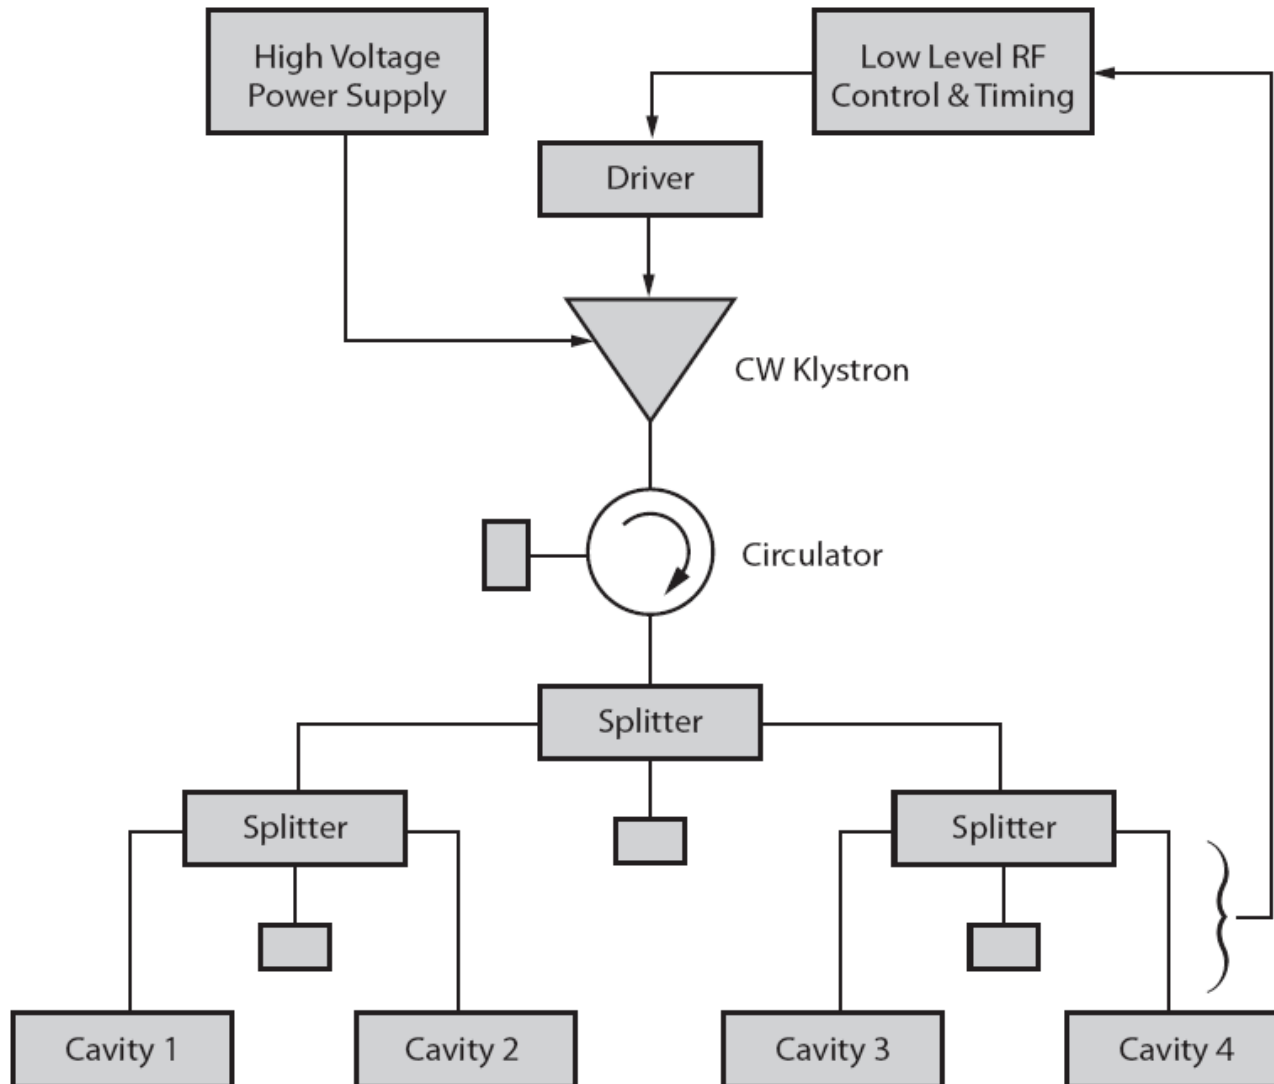 High Voltage
Power Supply
Low Level RF
Control & Timing
Driver
CW Klystron
Circulator
Splitter
Splitter
Splitter
Cavity 1
Cavity 2
Cavity 3
Cavity 4